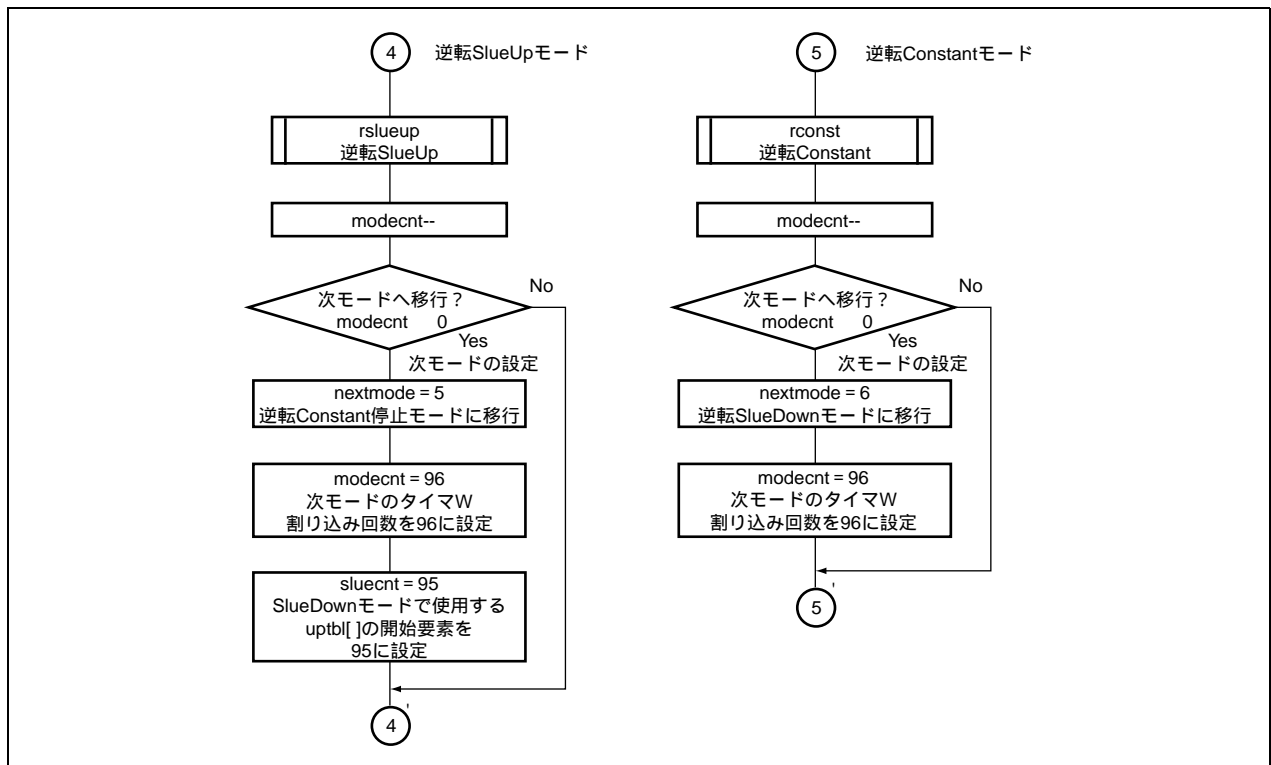 4 逆転SlueUpモード
rslueup
逆転SlueUp
modecnt--
次モードへ移行？
modecnt 0
No
Yes
次モードの設定
nextmode = 5
逆転Constant停止モードに移行
modecnt = 96
次モードのタイマW
割り込み回数を96に設定
sluecnt = 95
SlueDownモードで使用する
uptbl[ ]の開始要素を
95に設定
4'
5 逆転Constantモード
rconst
逆転Constant
modecnt--
次モードへ移行？
modecnt 0
No
Yes
次モードの設定
nextmode = 6
逆転SlueDownモードに移行
modecnt = 96
次モードのタイマW
割り込み回数を96に設定
5'